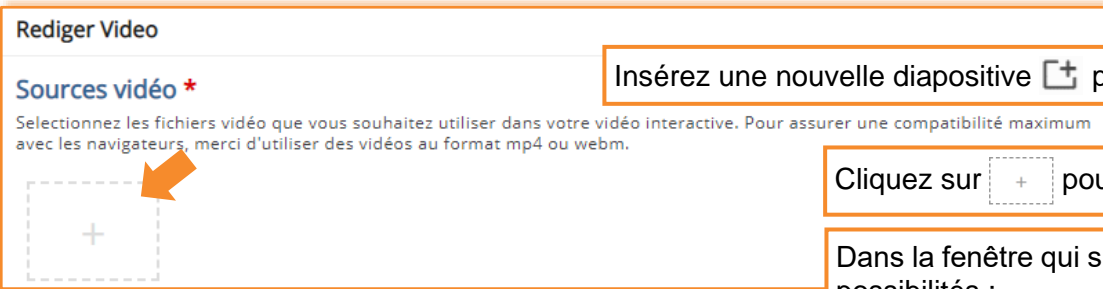 Rediger Video
Sources vidéo *
Selectionnez les fichiers vidéo que vous souhaitez utiliser dans votre vidéo interactive. Pour assurer une compatibilité maximum
avec les navigateurs, merci d'utiliser des vidéos au format mp4 ou webm.
Insérez une nouvelle diapositive
Cliquez sur +
Dans la fenêtre qui
possibilités :